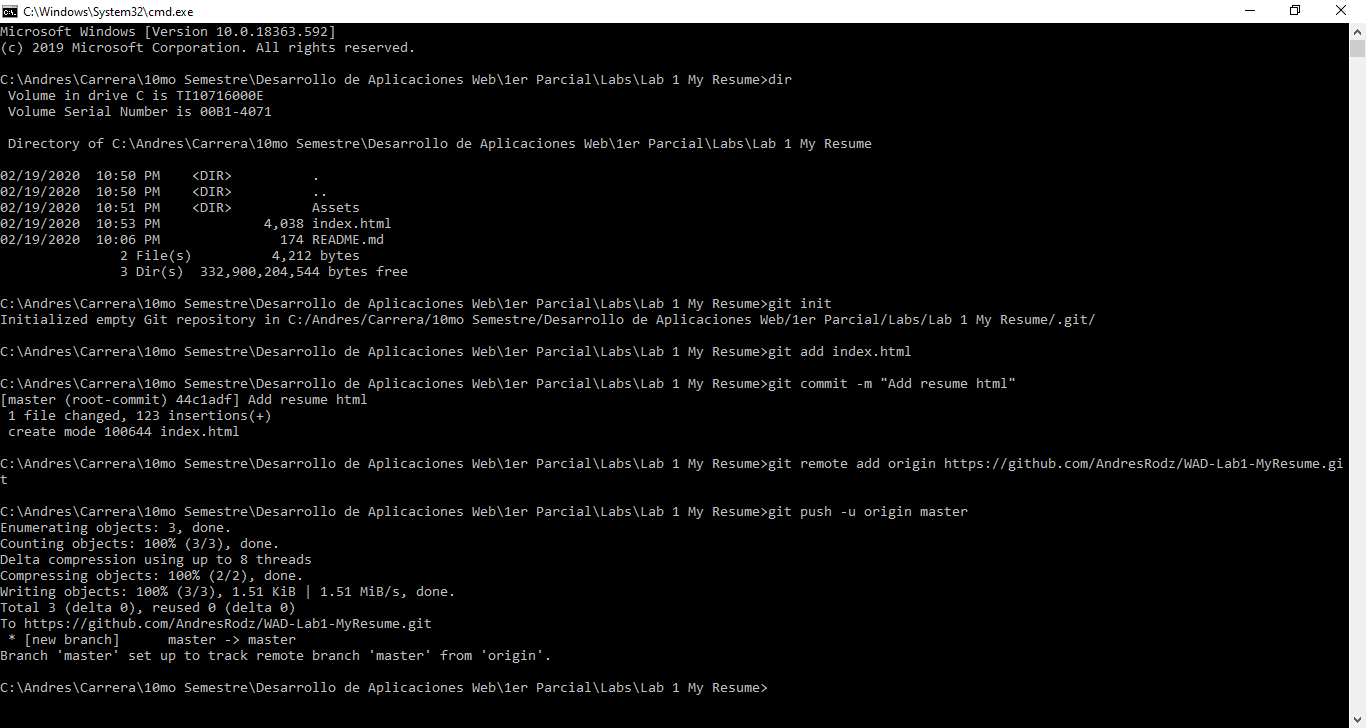 C:\Windows\System32\cmd.exe
Microsoft Windows [Version 10.0.18363.592]
(c) 2019 Microsoft Corporation. All rights reserved.
C:\Andres\Carrera\10mo Semestre\Desarrollo de Aplicaciones Web\1er Parcial\Labs\Lab 1 My Resume>dir
 Volume in drive C is TI10716000E
 Volume Serial Number is 00B1-4071
 Directory of C:\Andres\Carrera\10mo Semestre\Desarrollo de Aplicaciones Web\1er Parcial\Labs\Lab 1 My Resume
02/19/2020  10:50 PM    <DIR>          .
02/19/2020  10:50 PM    <DIR>          ..
02/19/2020  10:51 PM    <DIR>          Assets
02/19/2020  10:53 PM             4,038 index.html
02/19/2020  10:06 PM               174 README.md
               2 File(s)          4,212 bytes
               3 Dir(s)  332,900,204,544 bytes free
C:\Andres\Carrera\10mo Semestre\Desarrollo de Aplicaciones Web\1er Parcial\Labs\Lab 1 My Resume>git init
Initialized empty Git repository in C:/Andres/Carrera/10mo Semestre/Desarrollo de Aplicaciones Web/1er Parcial/Labs/Lab 1 My Resume/.git/
C:\Andres\Carrera\10mo Semestre\Desarrollo de Aplicaciones Web\1er Parcial\Labs\Lab 1 My Resume>git add index.html
C:\Andres\Carrera\10mo Semestre\Desarrollo de Aplicaciones Web\1er Parcial\Labs\Lab 1 My Resume>git commit -m "Add resume html"
[master (root-commit) 44c1adf] Add resume html
 1 file changed, 123 insertions(+)
 create mode 100644 index.html
C:\Andres\Carrera\10mo Semestre\Desarrollo de Aplicaciones Web\1er Parcial\Labs\Lab 1 My Resume>git remote add origin https://github.com/AndresRodz/WAD-Lab1-MyResume.gi
t
C:\Andres\Carrera\10mo Semestre\Desarrollo de Aplicaciones Web\1er Parcial\Labs\Lab 1 My Resume>git push -u origin master
Enumerating objects: 3, done.
Counting objects: 100% (3/3), done.
Delta compression using up to 8 threads
Compressing objects: 100% (2/2), done.
Writing objects: 100% (3/3), 1.51 KiB | 1.51 MiB/s, done.
Total 3 (delta 0), reused 0 (delta 0)
To https://github.com/AndresRodz/WAD-Lab1-MyResume.git
 * [new branch]      master -> master
Branch 'master' set up to track remote branch 'master' from 'origin'.
C:\Andres\Carrera\10mo Semestre\Desarrollo de Aplicaciones Web\1er Parcial\Labs\Lab 1 My Resume>